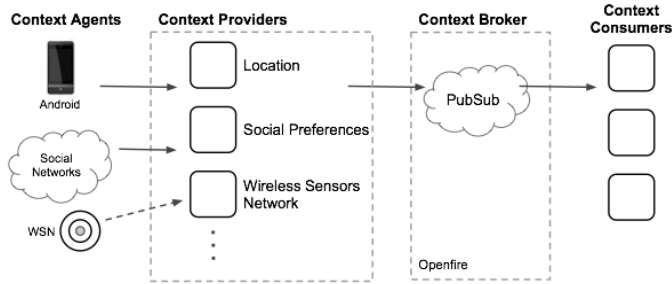 Context Agents
Context Providers
Context Broker
Context
Consumers
Android
Location
PubSub
Social
Networks
Social Preferences
WSN
Wireless Sensors
Network
Openfire